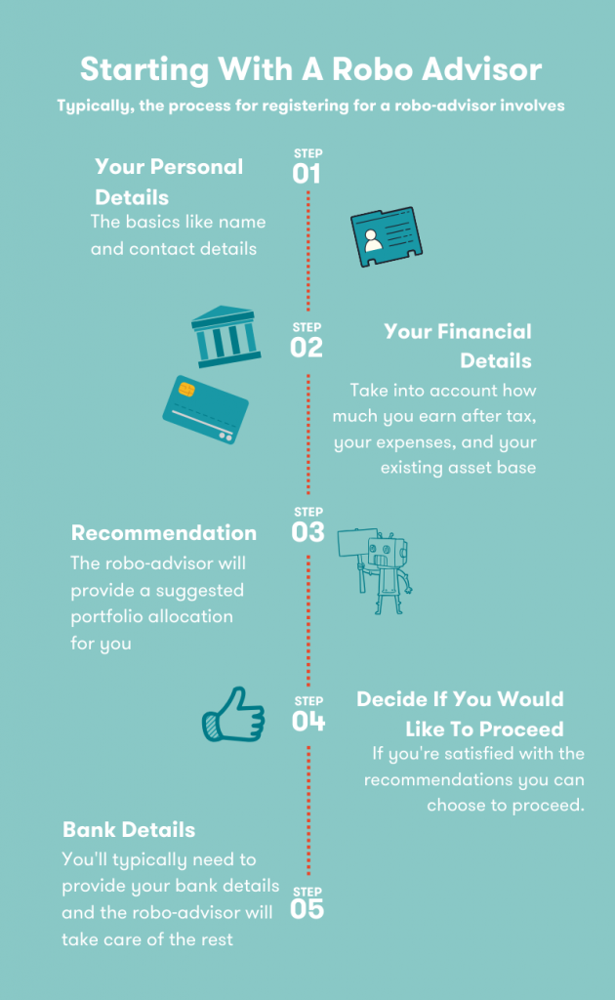 Starting With A Robo Advisor
Typically, the process for registering for a robo-advisor involves
STEP
01
Your Personal
Details
The basics like name
and contact details
STEP
02
Your Financial
Details
Take into account how
much you earn after tax,
your expenses, and your
existing asset base
STEP
03
Recommendation
The robo-advisor will
provide a suggested
portfolio allocation
for you
STEP
04
Decide If You Would
Like To Proceed
If you're satisfied with the
recommendations you can
choose to proceed.
Bank Details
You'll typically need to
provide your bank details
and the robo-advisor will
take care of the rest
STEP
05